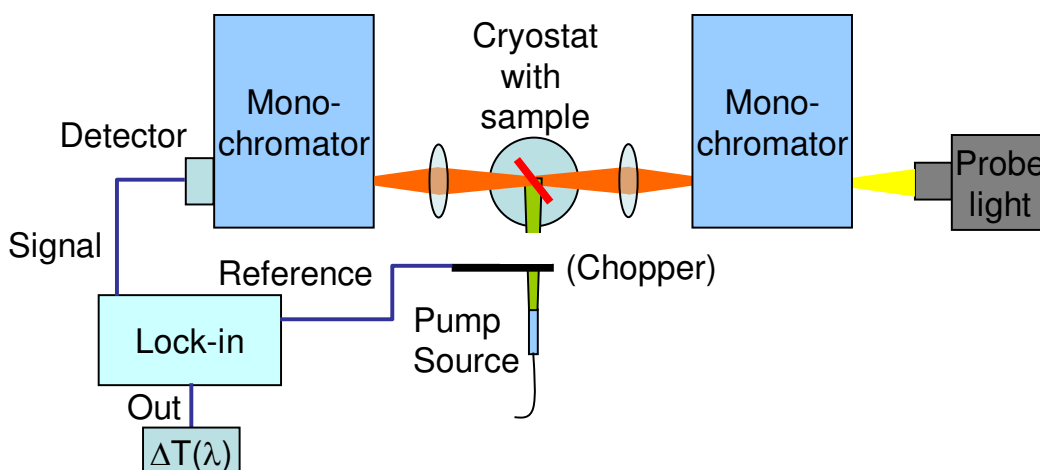 Cryostat
with
sample
Mono-
chromator
Mono-
chromator
Detector
Probe
light
Signal
Reference
(Chopper)
Pump
Source
Lock-in
Out
ΔT(λ)